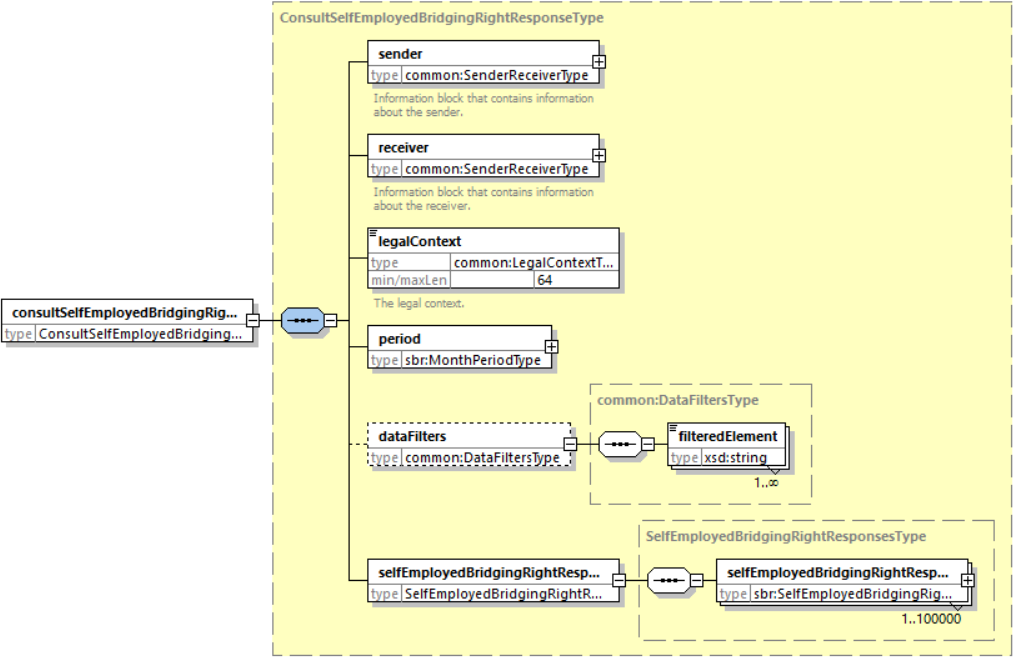 ConsultSelfEmployedBridgingRightResponseType
sender
type common:SenderReceiverType
Information block that contains information
about the sender.
receiver
type common:SenderReceiverType
Information block that contains information
about the receiver.
legalContext
type common:LegalContextT...
min/maxLen 64
The legal context.
consultSelfEmployedBridgingRig...
type ConsultSelfEmployedBridging...
period
type sbr:MonthPeriodType
common:DataFiltersType
dataFilters
type common:DataFiltersType
filteredElement
type xsd:string
1..∞
SelfEmployedBridgingRightResponsesType
selfEmployedBridgingRightResp...
type SelfEmployedBridgingRightR...
selfEmployedBridgingRightResp...
type sbr:SelfEmployedBridgingRig...
1..100000